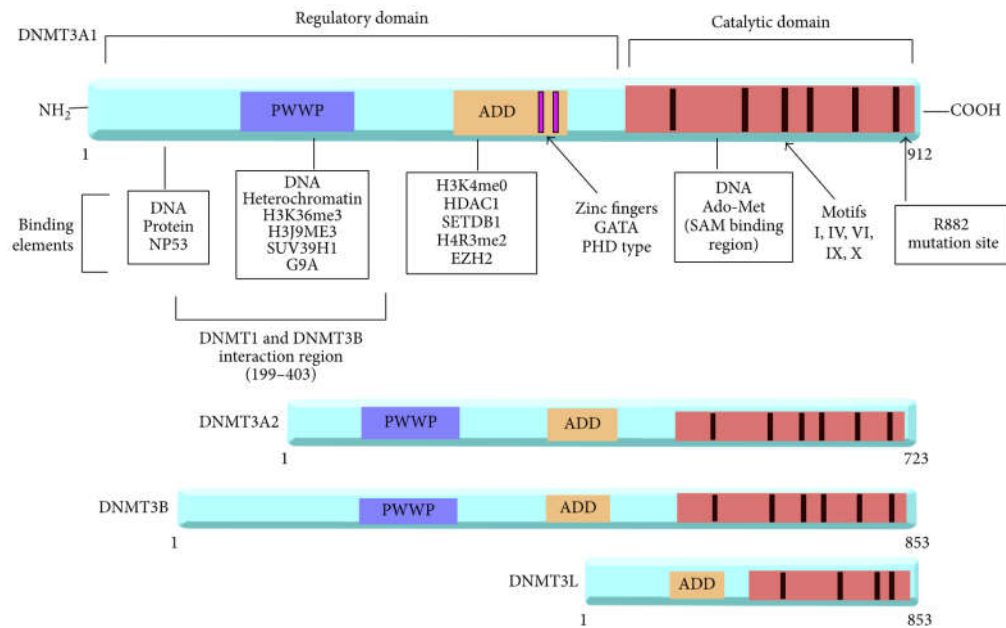 Regulatory domain
Catalytic domain
DNMT3A1
NH2
PWWP
ADD
COOH
1
912
Binding
elements
DNA
Protein
NP53
DNA
Heterochromatin
H3K36me3
H3J9ME3
SUV39H1
G9A
H3K4me0
HDAC1
SETDB1
H4R3me2
EZH2
Zinc fingers
GATA
PHD type
DNA
Ado-Met
(SAM binding
region)
Motifs
I, IV, VI,
IX, X
R882
mutation site
DNMT1 and DNMT3B
interaction region
(199–403)
DNMT3A2
PWWP
ADD
1
723
DNMT3B
PWWP
ADD
1
853
DNMT3L
ADD
1
853